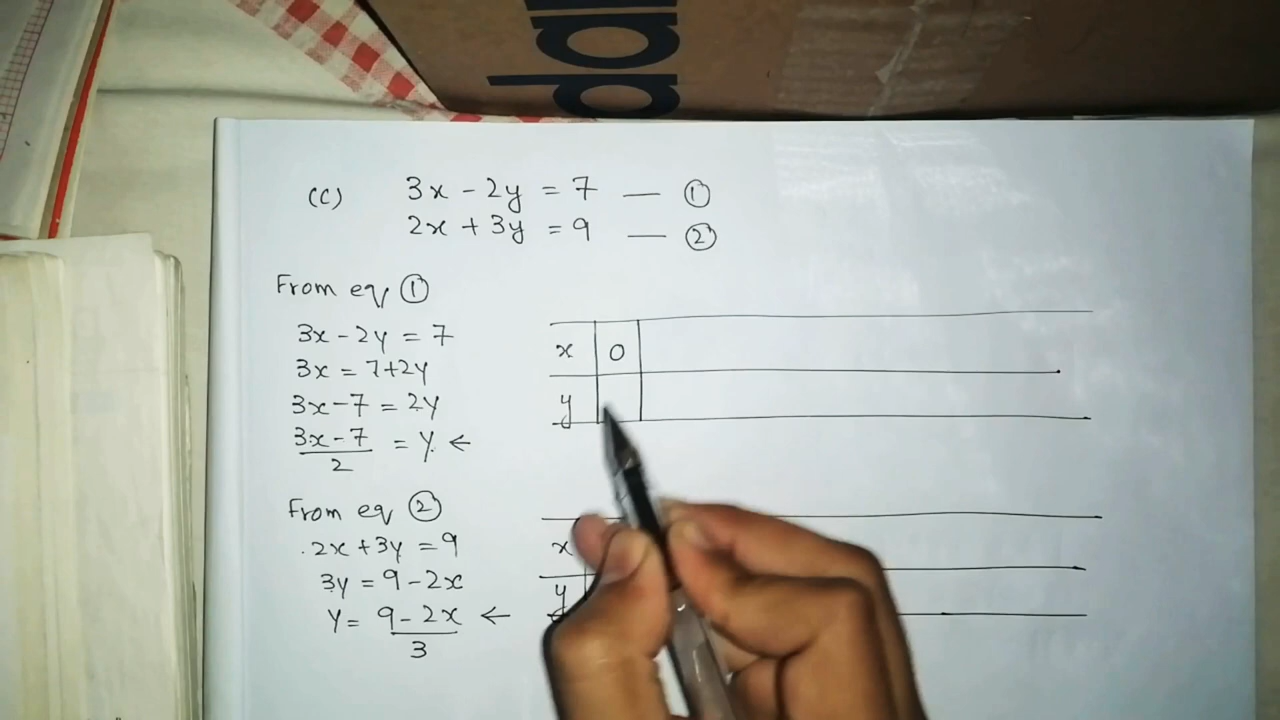 (C) 3x - 2y = 7 — ①
2x + 3y = 9 — ②
From eq ①
3x - 2y = 7
3x = 7+2y
3x - 7 = 2y
3x - 7 / 2 = y. ←
x 0
y
From eq ②
.2x + 3y = 9
3y = 9 - 2x
y = 9 - 2x / 3 ←
x
y